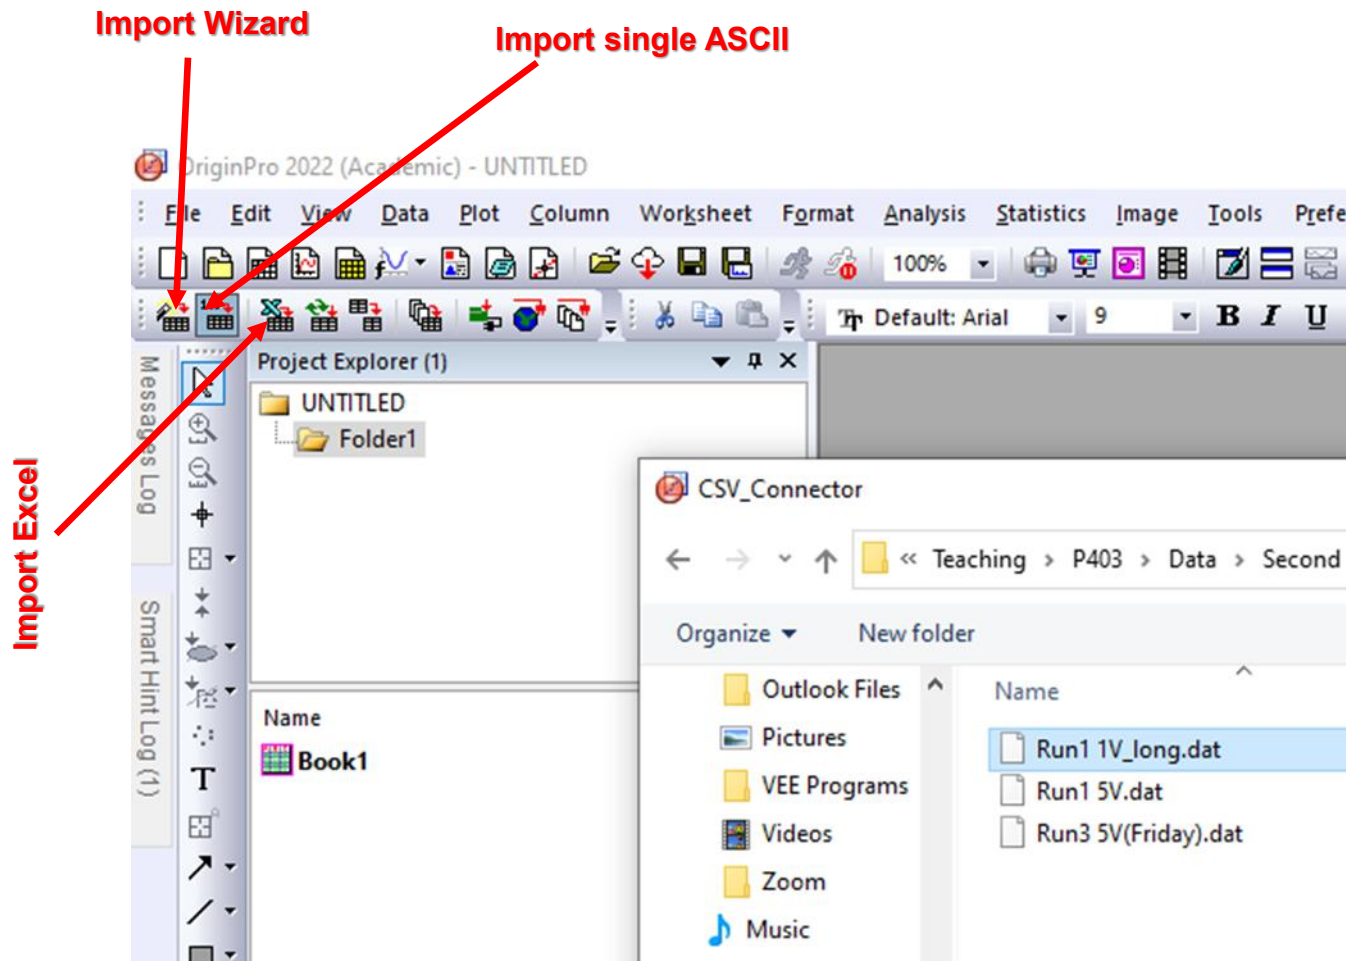 Import Wizard
Import single ASCII
OriginPro 2022 (Academic) - UNTITLED
File Edit View Data Plot Column Worksheet Format Analysis Statistics Image Tools Prefe
100%
Default: Arial 9 B I U
Messages Log
Project Explorer (1)
UNTITLED
Folder1
Import Excel
CSV_Connector
« Teaching > P403 > Data > Second
Organize New folder
Smart Hint Log (1)
Outlook Files
Name
Pictures
Run1 1V_long.dat
Name
Book1
VEE Programs
Run1 5V.dat
Videos
Run3 5V(Friday).dat
T
Zoom
Music